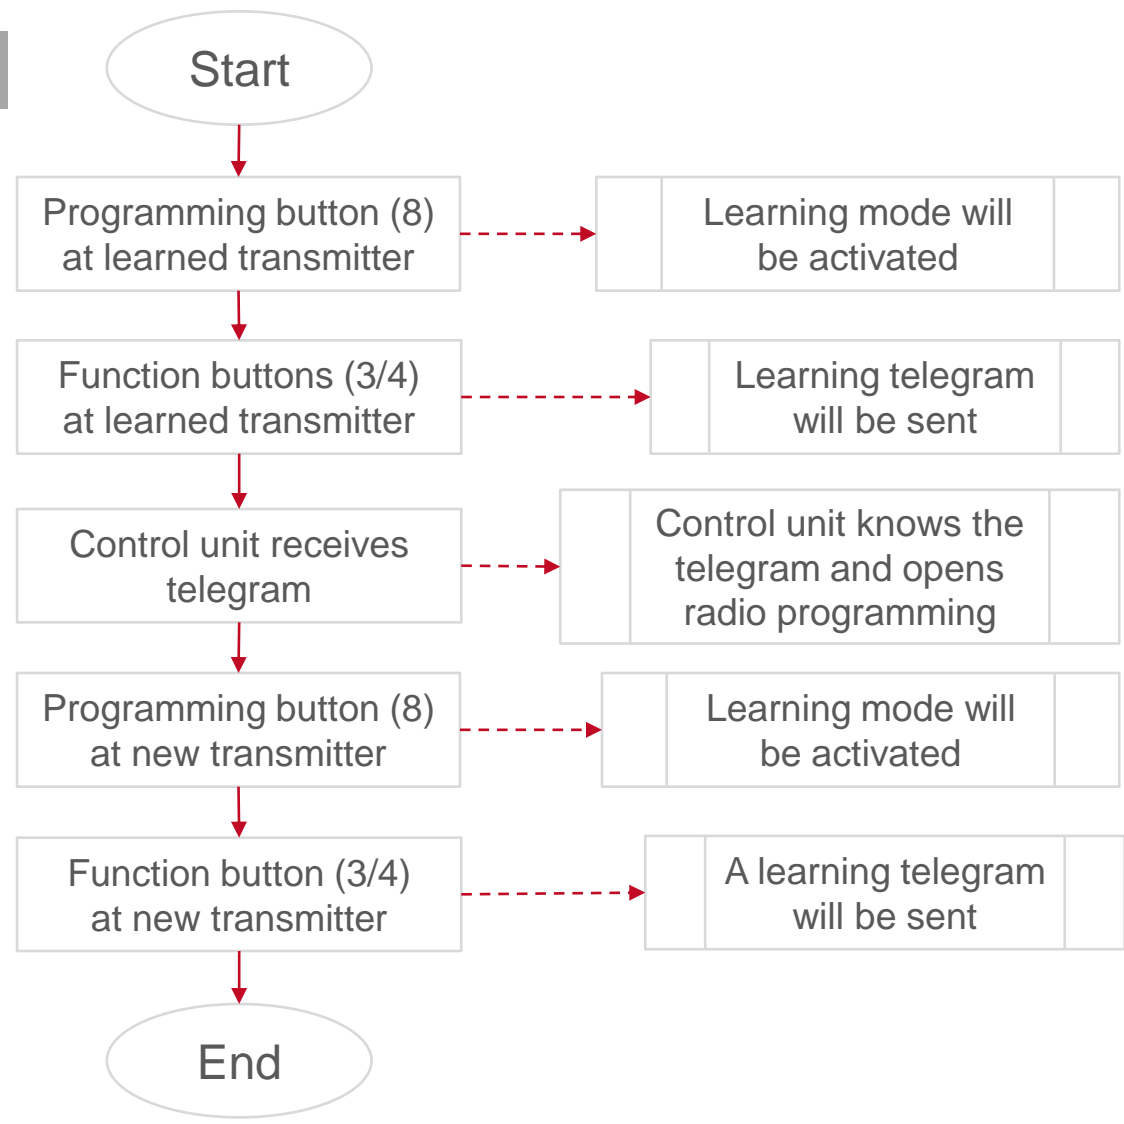 Start
Programming button (8)
at learned transmitter
Learning mode will
be activated
Function buttons (3/4)
at learned transmitter
Learning telegram
will be sent
Control unit receives
telegram
Control unit knows the
telegram and opens
radio programming
Programming button (8)
at new transmitter
Learning mode will
be activated
Function button (3/4)
at new transmitter
A learning telegram
will be sent
End